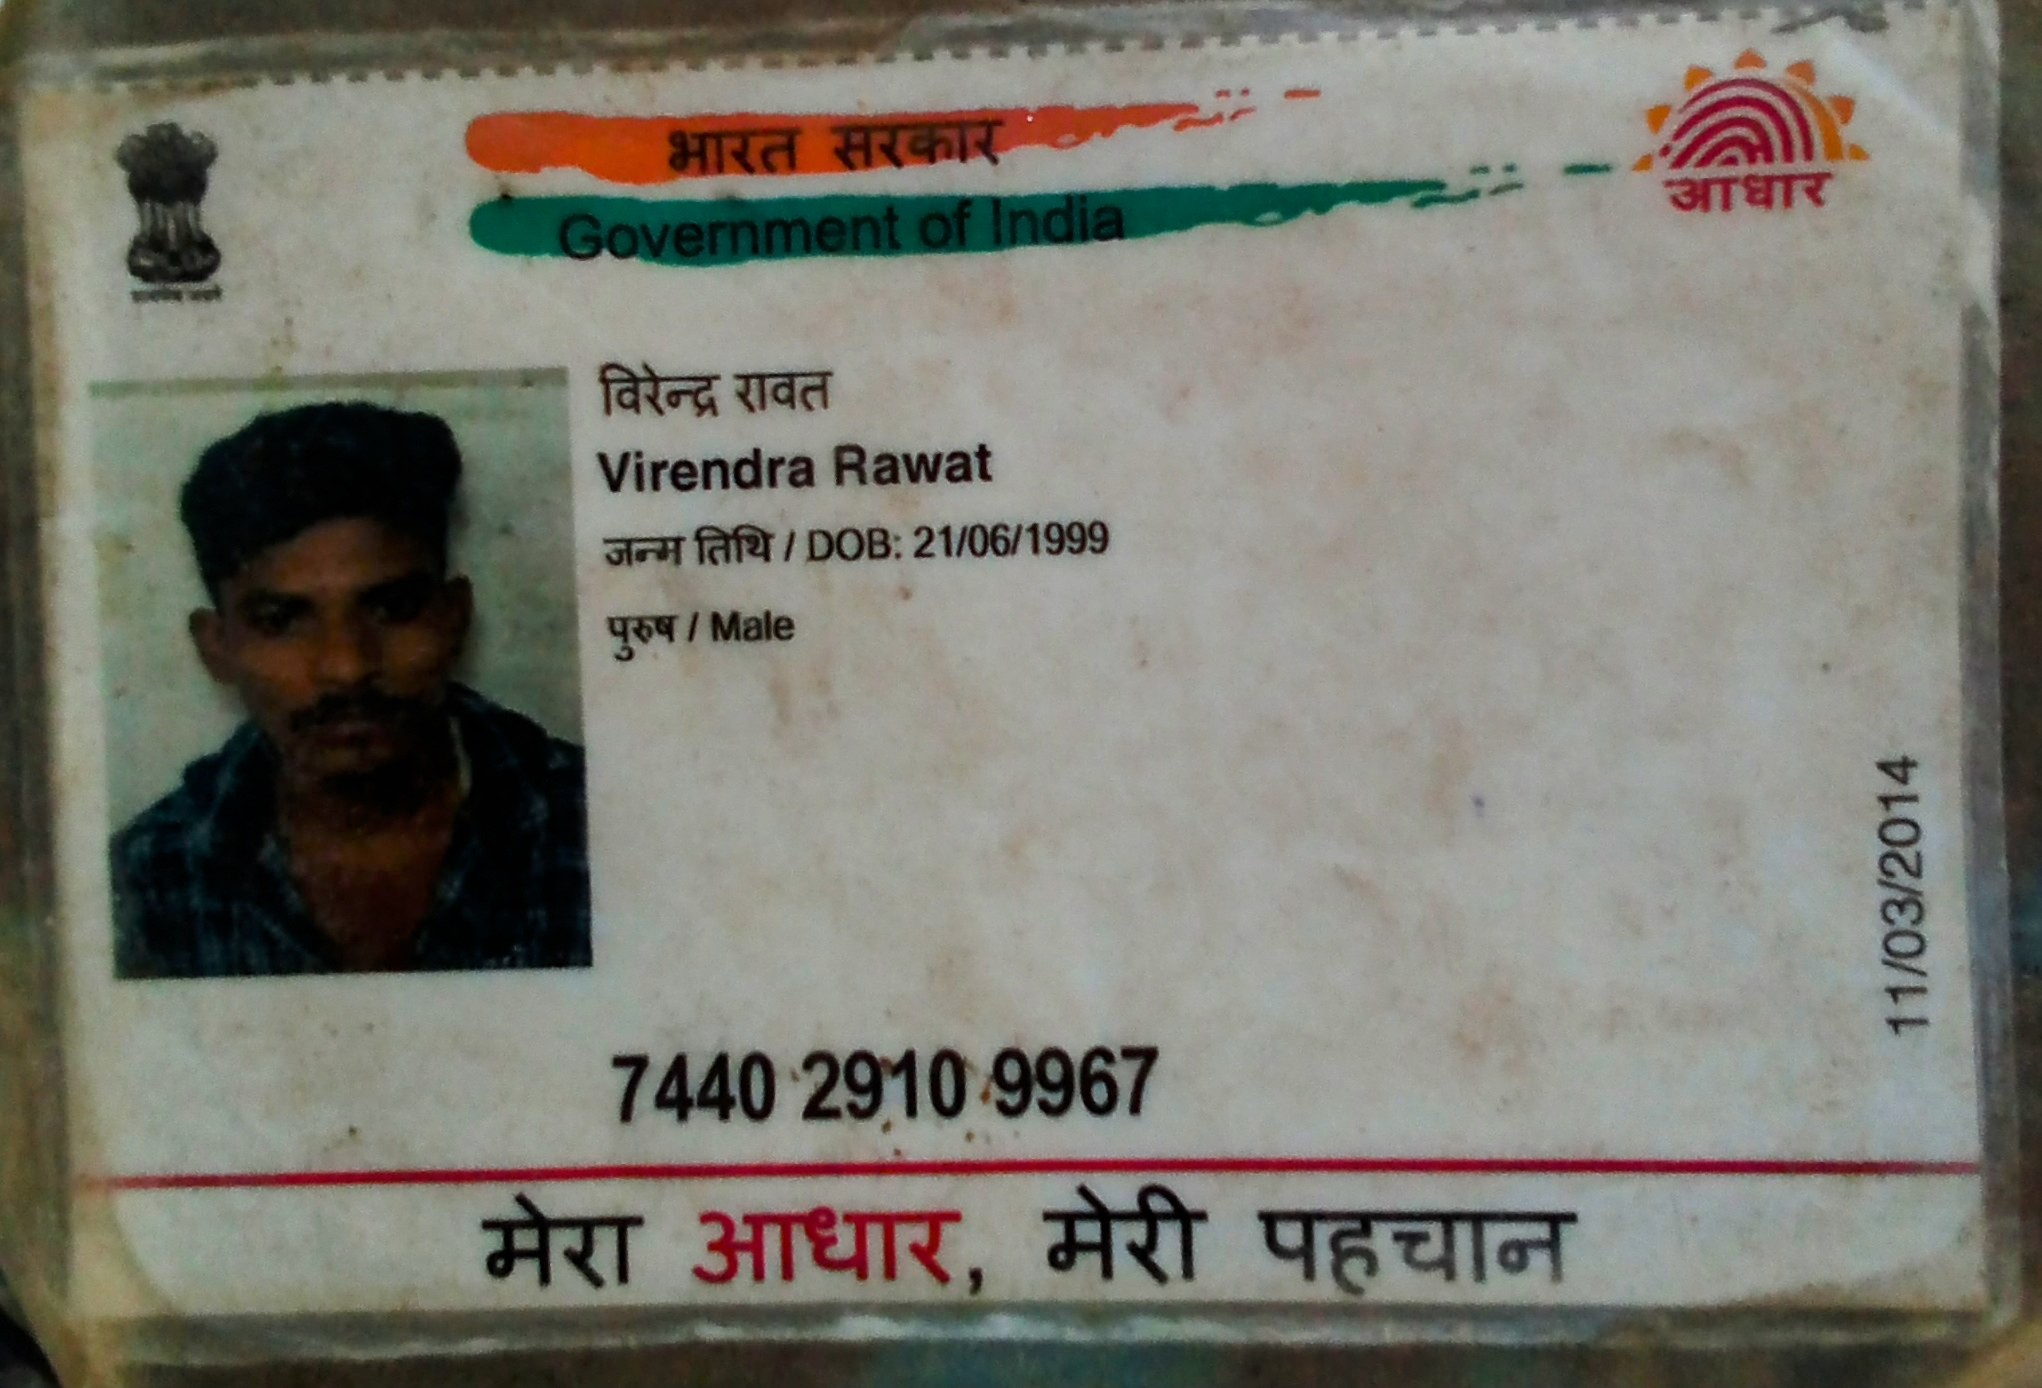 भारत सरकार
Government of India
आधार
विरेन्द्र रावत
Virendra Rawat
जन्म तिथि / DOB: 21/06/1999
पुरुष / Male
11/03/2014
7440 2910 9967
मेरा आधार, मेरी पहचान